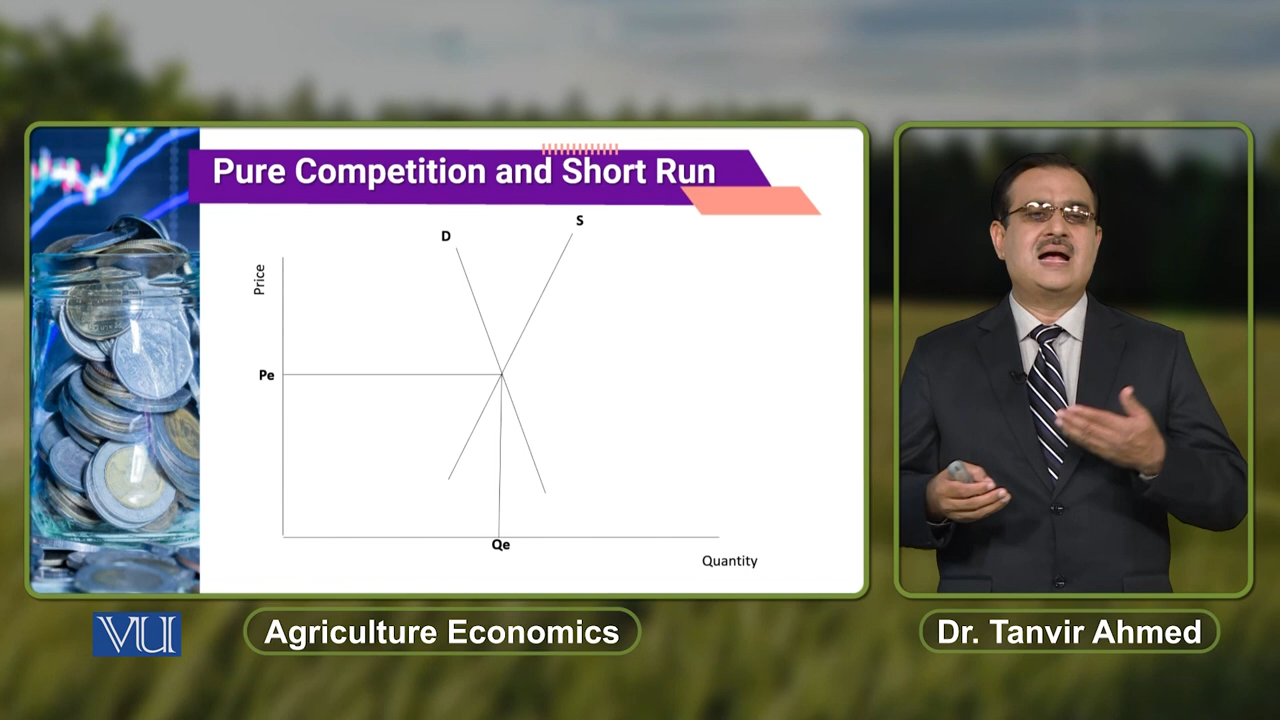 Pure Competition and Short Run
D
S
Price
Pe
Qe
Quantity
VU
Agriculture Economics
Dr. Tanvir Ahmed